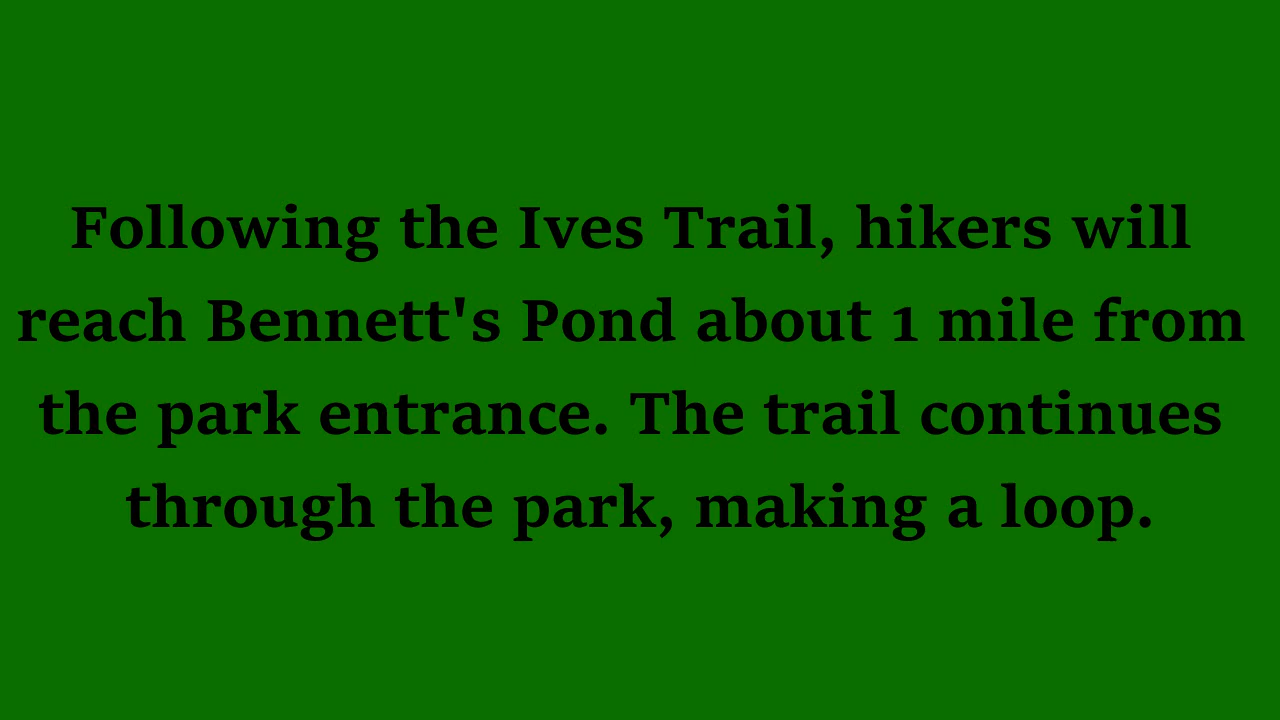 Following the Ives Trail, hikers will
reach Bennett's Pond about 1 mile from
the park entrance. The trail continues
through the park, making a loop.